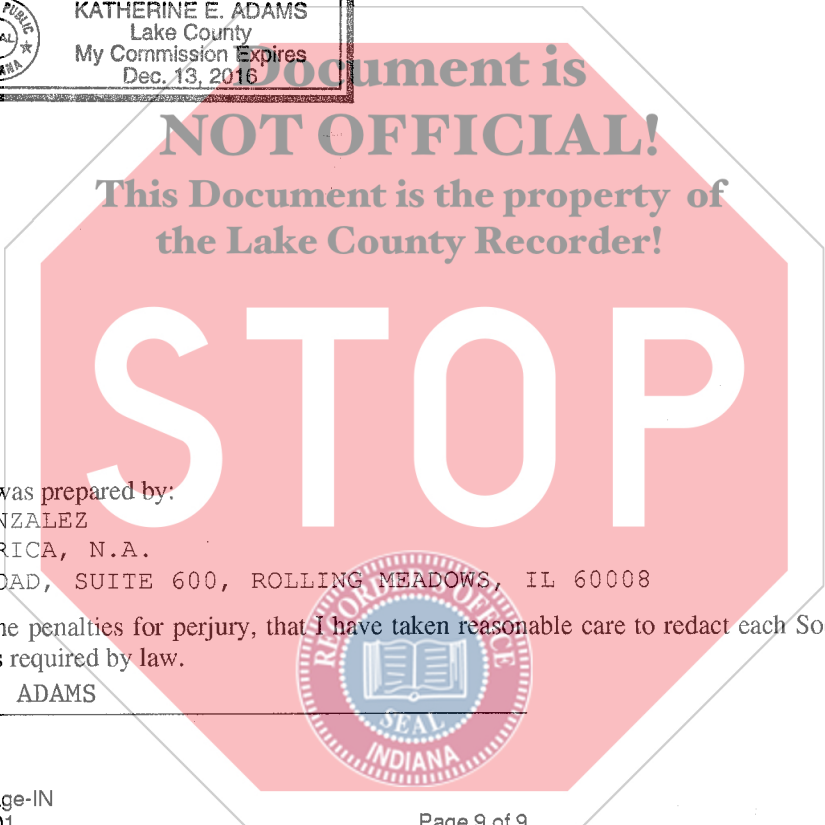 PUBLIC
KATHERINE E. ADAMS
Lake County
My Commission Expires
Dec. 13, 2016
Document is
NOT OFFICIAL!
This Document is the property of
the Lake County Recorder!
STOP
was prepared by:
NZALEZ
RICA, N.A.
OAD, SUITE 600, ROLLING MEADOWS, IL 60008
he penalties for perjury, that I have taken reasonable care to redact each So
s required by law.
ADAMS
RECORDER'S OFFICE
SEAL
INDIANA
ge-IN
Page 9 of 9